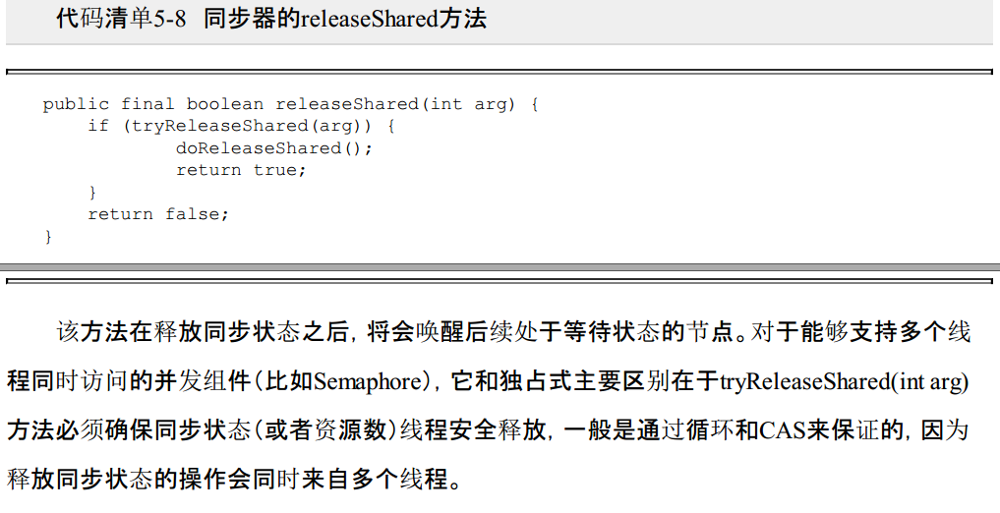 代码清单5-8 同步器的releaseShared方法
public final boolean releaseShared(int arg) {
    if (tryReleaseShared(arg)) {
            doReleaseShared();
            return true;
    }
    return false;
}
该方法在释放同步状态之后，将会唤醒后续处于等待状态的节点。对于能够支持多个线
程同时访问的并发组件（比如Semaphore），它和独占式主要区别在于tryReleaseShared(int arg)
方法必须确保同步状态（或者资源数）线程安全释放，一般是通过循环和CAS来保证的，因为
释放同步状态的操作会同时来自多个线程。